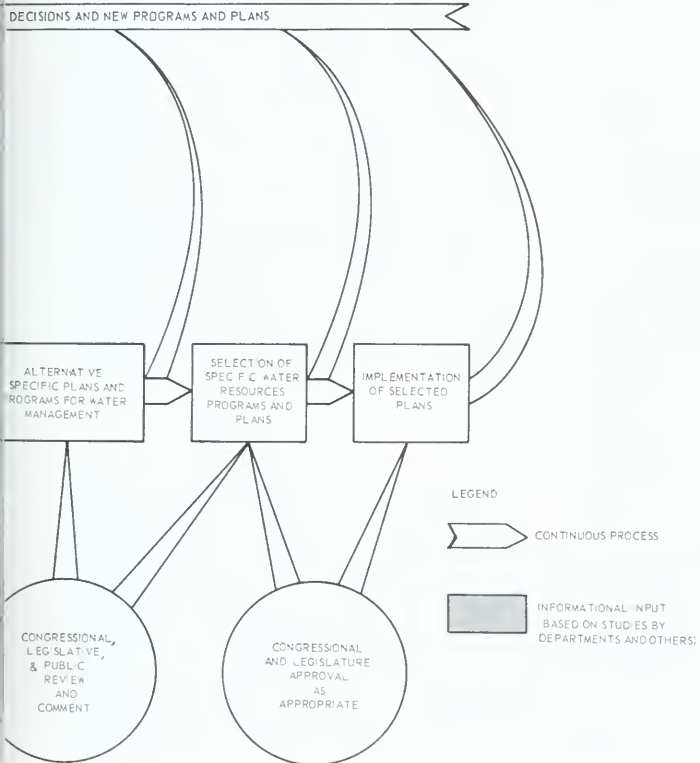 DECISIONS AND NEW PROGRAMS AND PLANS
ALTERNATIVE
SPECIFIC PLANS AND
ROGRAMS FOR WATER
MANAGEMENT
SELECTION OF
SPECIFIC WATER
RESOURCES
PROGRAMS AND
PLANS
IMPLEMENTATION
OF SELECTED
PLANS
LEGEND
CONTINUOUS PROCESS
INFORMATIONAL INPUT
BASED ON STUDIES BY
DEPARTMENTS AND OTHERS
CONGRESSIONAL,
LEGISLATIVE,
& PUBLIC
REVIEW
AND
COMMENT
CONGRESSIONAL
AND LEGISLATURE
APPROVAL
AS
APPROPRIATE